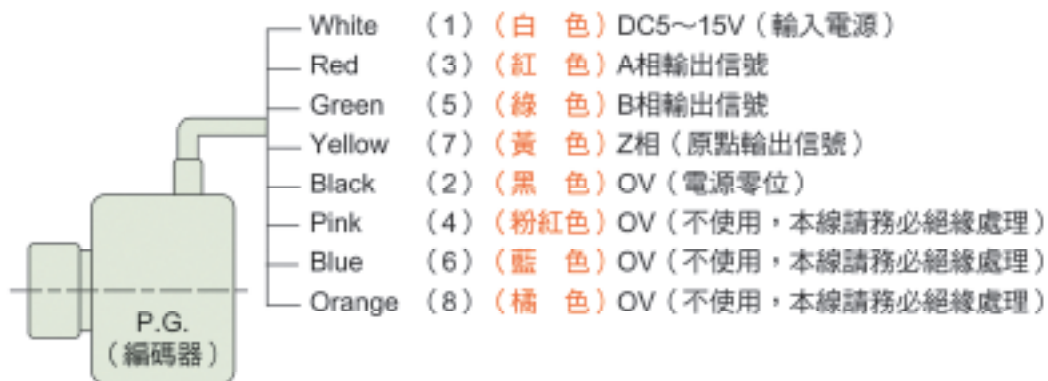 White （1）（白　色）DC5～15V（輸入電源）
Red （3）（紅　色）A相輸出信號
Green （5）（綠　色）B相輸出信號
Yellow （7）（黃　色）Z相（原點輸出信號）
Black （2）（黑　色）OV（電源零位）
Pink （4）（粉紅色）OV（不使用，本線請務必絕緣處理）
Blue （6）（藍　色）OV（不使用，本線請務必絕緣處理）
Orange （8）（橘　色）OV（不使用，本線請務必絕緣處理）
P.G.
（編碼器）